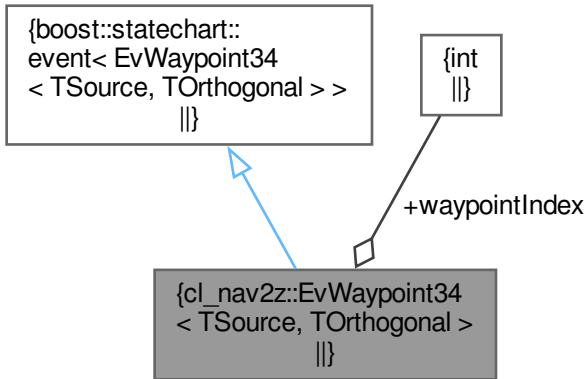 {boost::statechart::
event< EvWaypoint34
< TSource, TOrthogonal > >
||}
{int
||}
+waypointIndex
{cl_nav2z::EvWaypoint34
< TSource, TOrthogonal >
||}